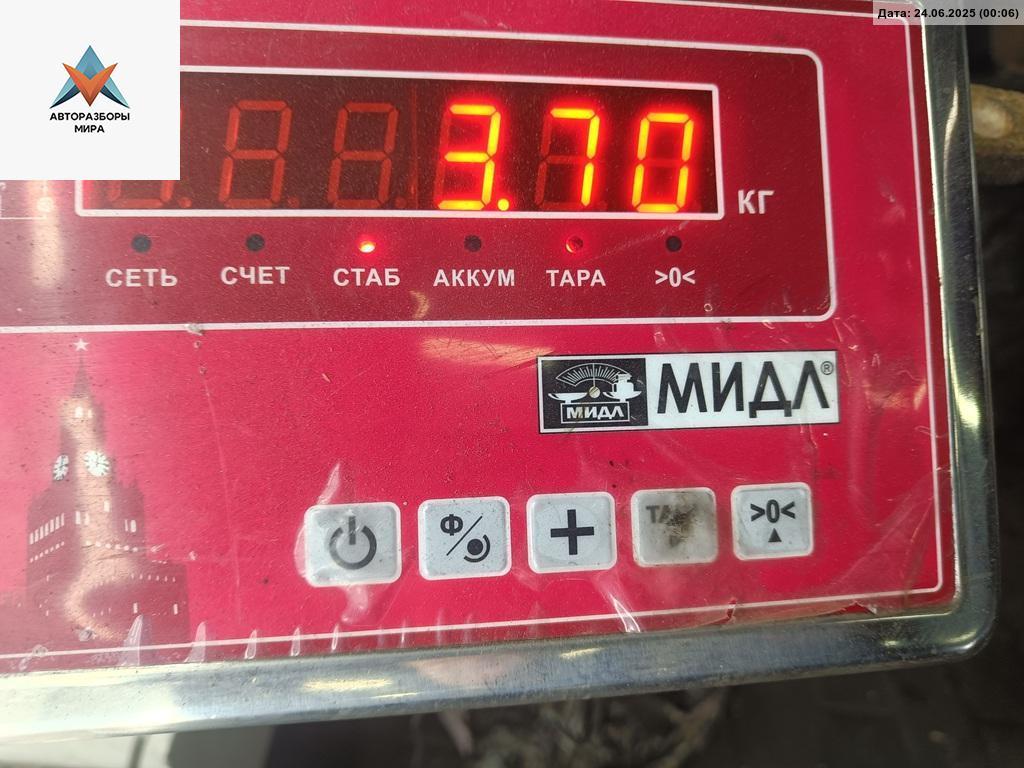 Дата: 24.06.2025 (00:06)
АВТОРАЗБОРЫ
МИРА
3.70
КГ
СЕТЬ СЧЕТ СТАБ АККУМ ТАРА >0<
МИДЛ МИДЛ®
Ф
>0<